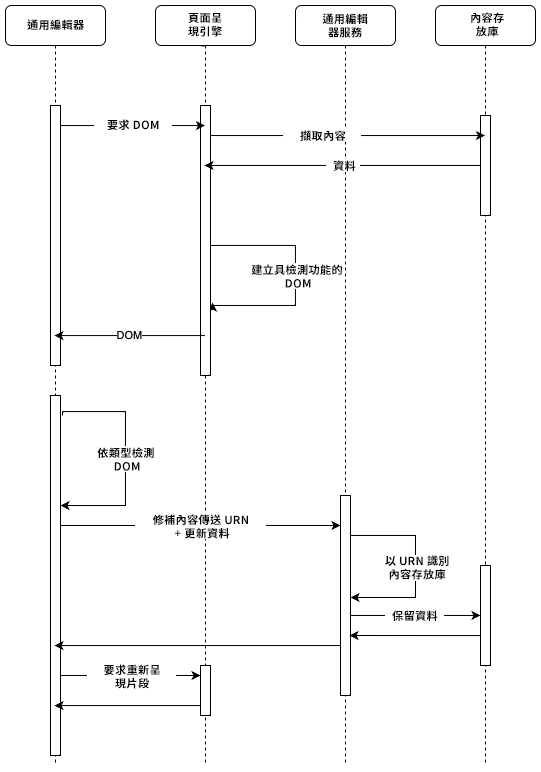 通用編輯器
頁面呈
現引擎
通用編輯
器服務
內容存
放庫
要求 DOM
擷取內容
資料
建立具檢測功能的
DOM
DOM
依類型檢測
DOM
修補內容傳送 URN
+ 更新資料
以 URN 識別
內容存放庫
保留資料
要求重新呈
現片段